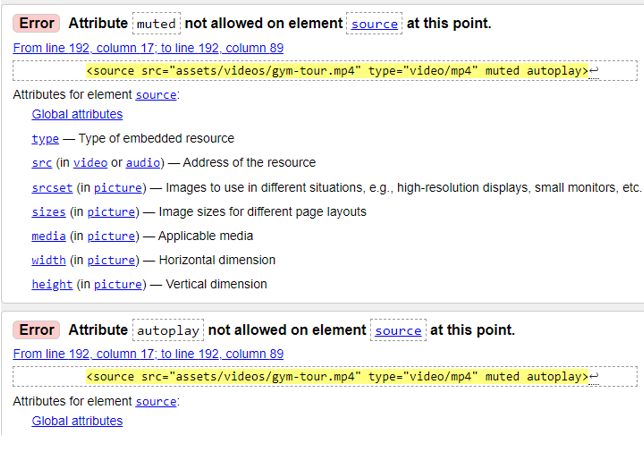 Error Attribute muted not allowed on element source at this point.
From line 192, column 17; to line 192, column 89
<source src="assets/videos/gym-tour.mp4" type="video/mp4" muted autoplay>↩
Attributes for element source:
Global attributes
type — Type of embedded resource
src (in video or audio) — Address of the resource
srcset (in picture) — Images to use in different situations, e.g., high-resolution displays, small monitors, etc.
sizes (in picture) — Image sizes for different page layouts
media (in picture) — Applicable media
width (in picture) — Horizontal dimension
height (in picture) — Vertical dimension
Error Attribute autoplay not allowed on element source at this point.
From line 192, column 17; to line 192, column 89
<source src="assets/videos/gym-tour.mp4" type="video/mp4" muted autoplay>↩
Attributes for element source:
Global attributes